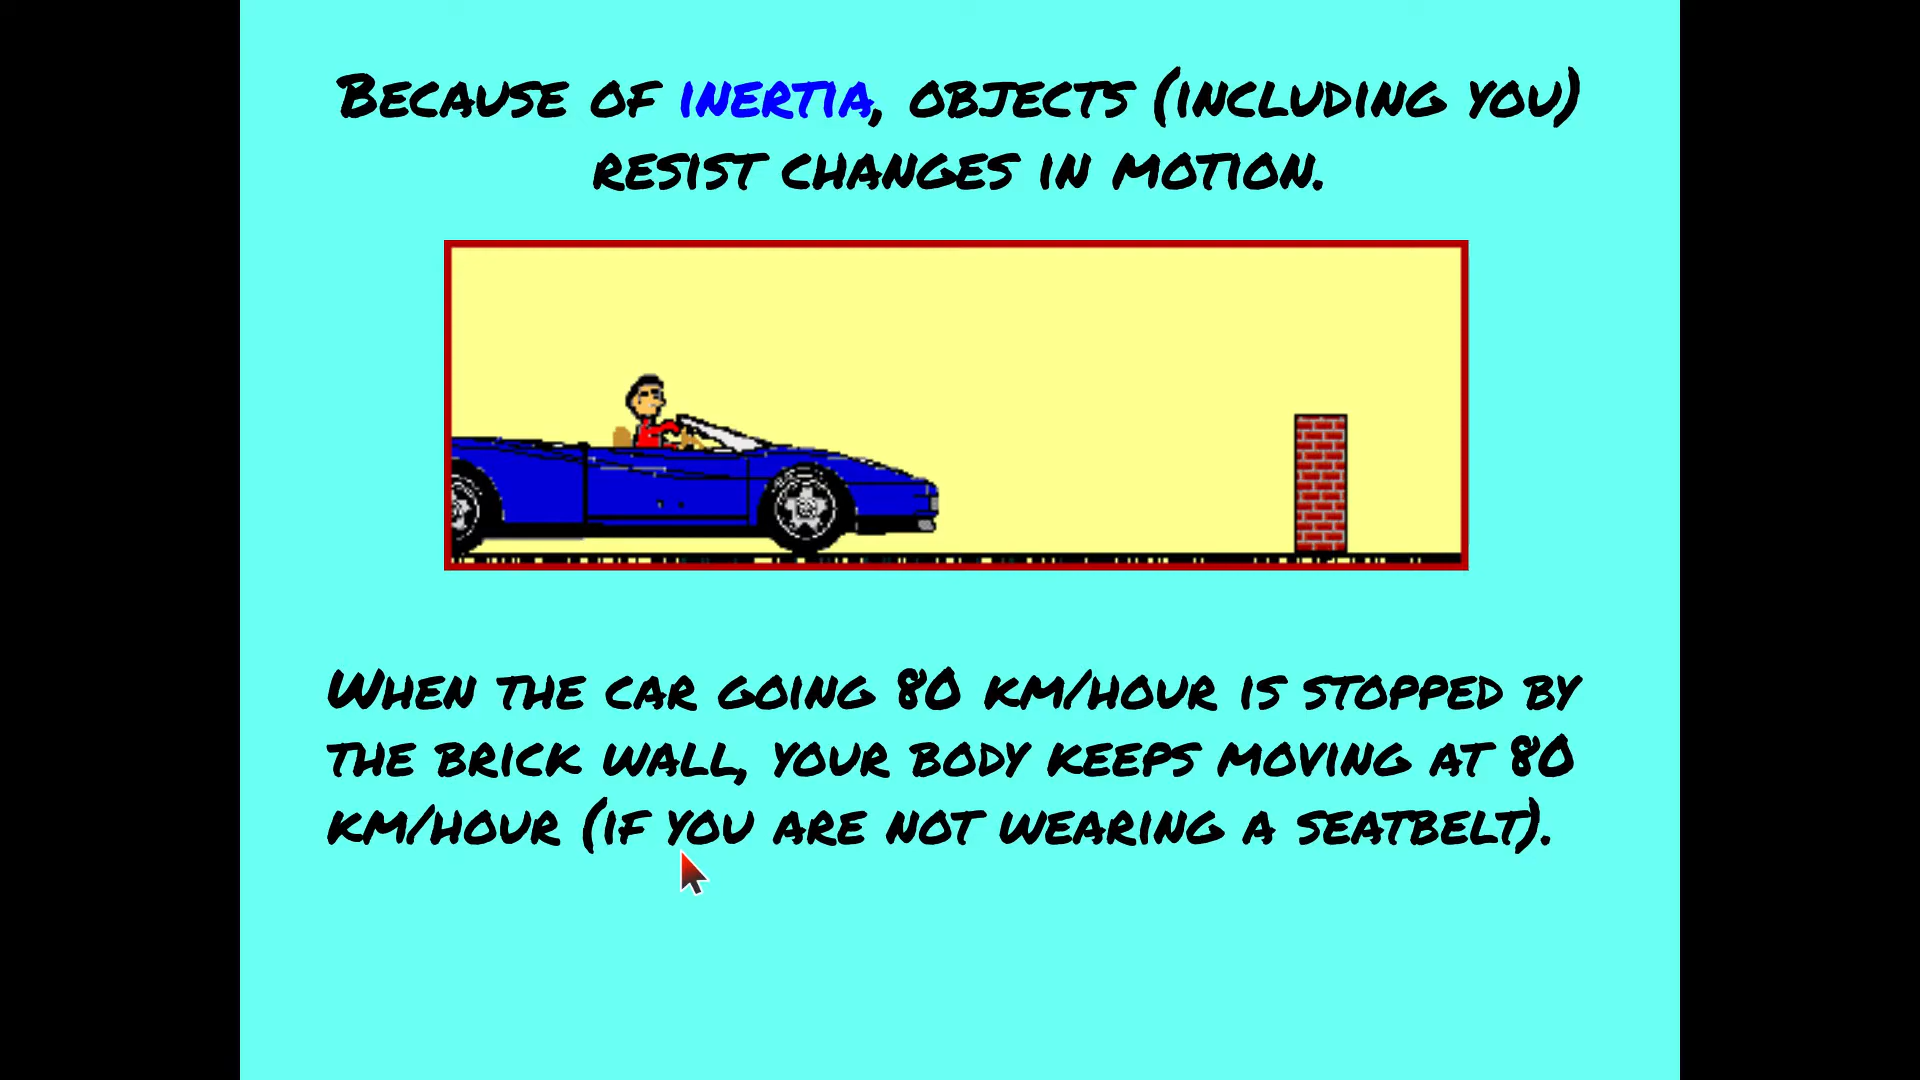 Because of inertia, objects (including you)
resist changes in motion.
When the car going 80 km/hour is stopped by
the brick wall, your body keeps moving at 80
km/hour (if you are not wearing a seatbelt).